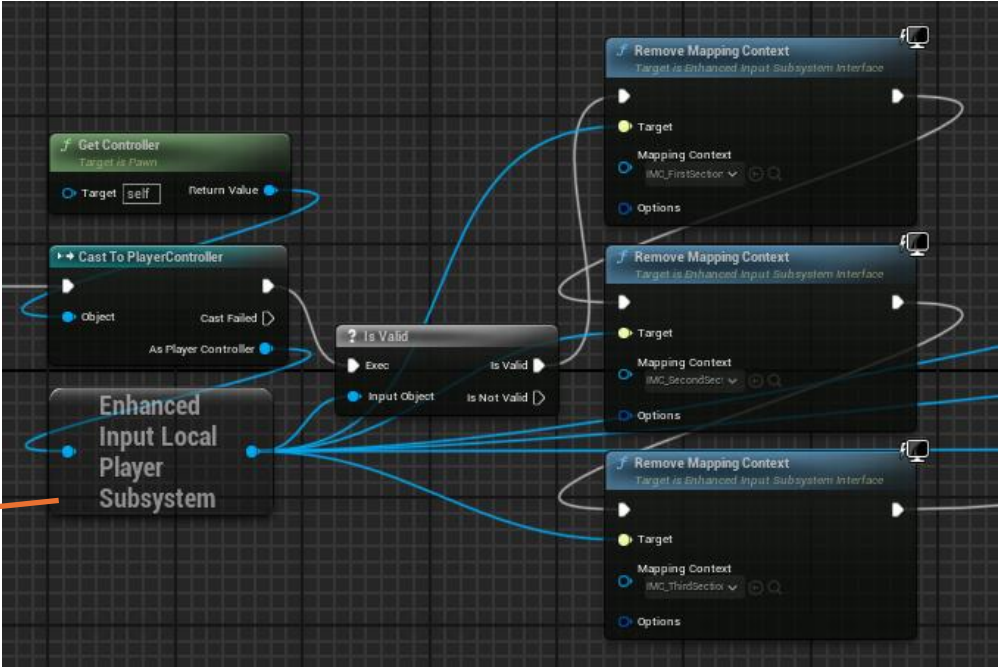 Get Controller
Target is Pawn
Target self Return Value
Cast To PlayerController
Object Cast Failed
As Player Controller
Enhanced
Input Local
Player
Subsystem
? Is Valid
Exec Is Valid
Input Object Is Not Valid
Remove Mapping Context
Target is Enhanced Input Subsystem Interface
Target
Mapping Context
IMC_FirstSection
Options
Remove Mapping Context
Target is Enhanced Input Subsystem Interface
Target
Mapping Context
IMC_SecondSect
Options
Remove Mapping Context
Target is Enhanced Input Subsystem Interface
Target
Mapping Context
IMC_ThirdSection
Options